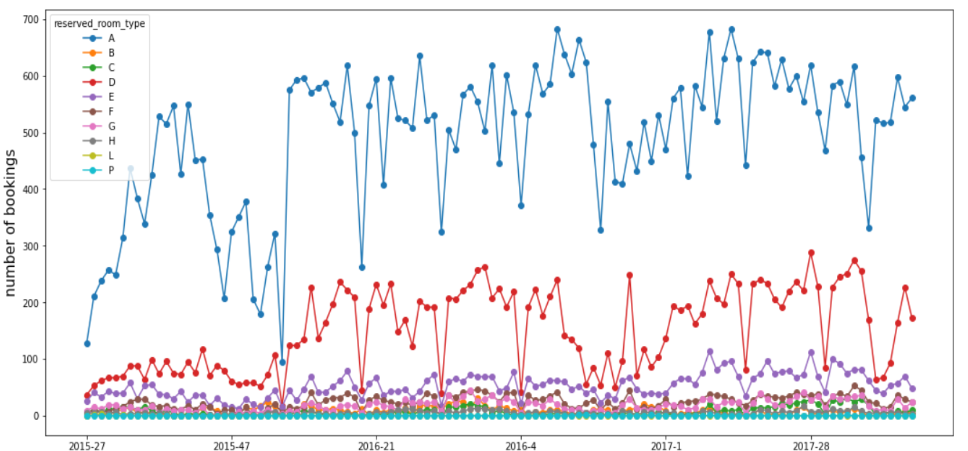 700
600
500
400
300
200
100
0
number of bookings
reserved_room_type
A
B
C
D
E
F
G
H
L
P
2015-27
2015-47
2016-21
2016-4
2017-1
2017-28